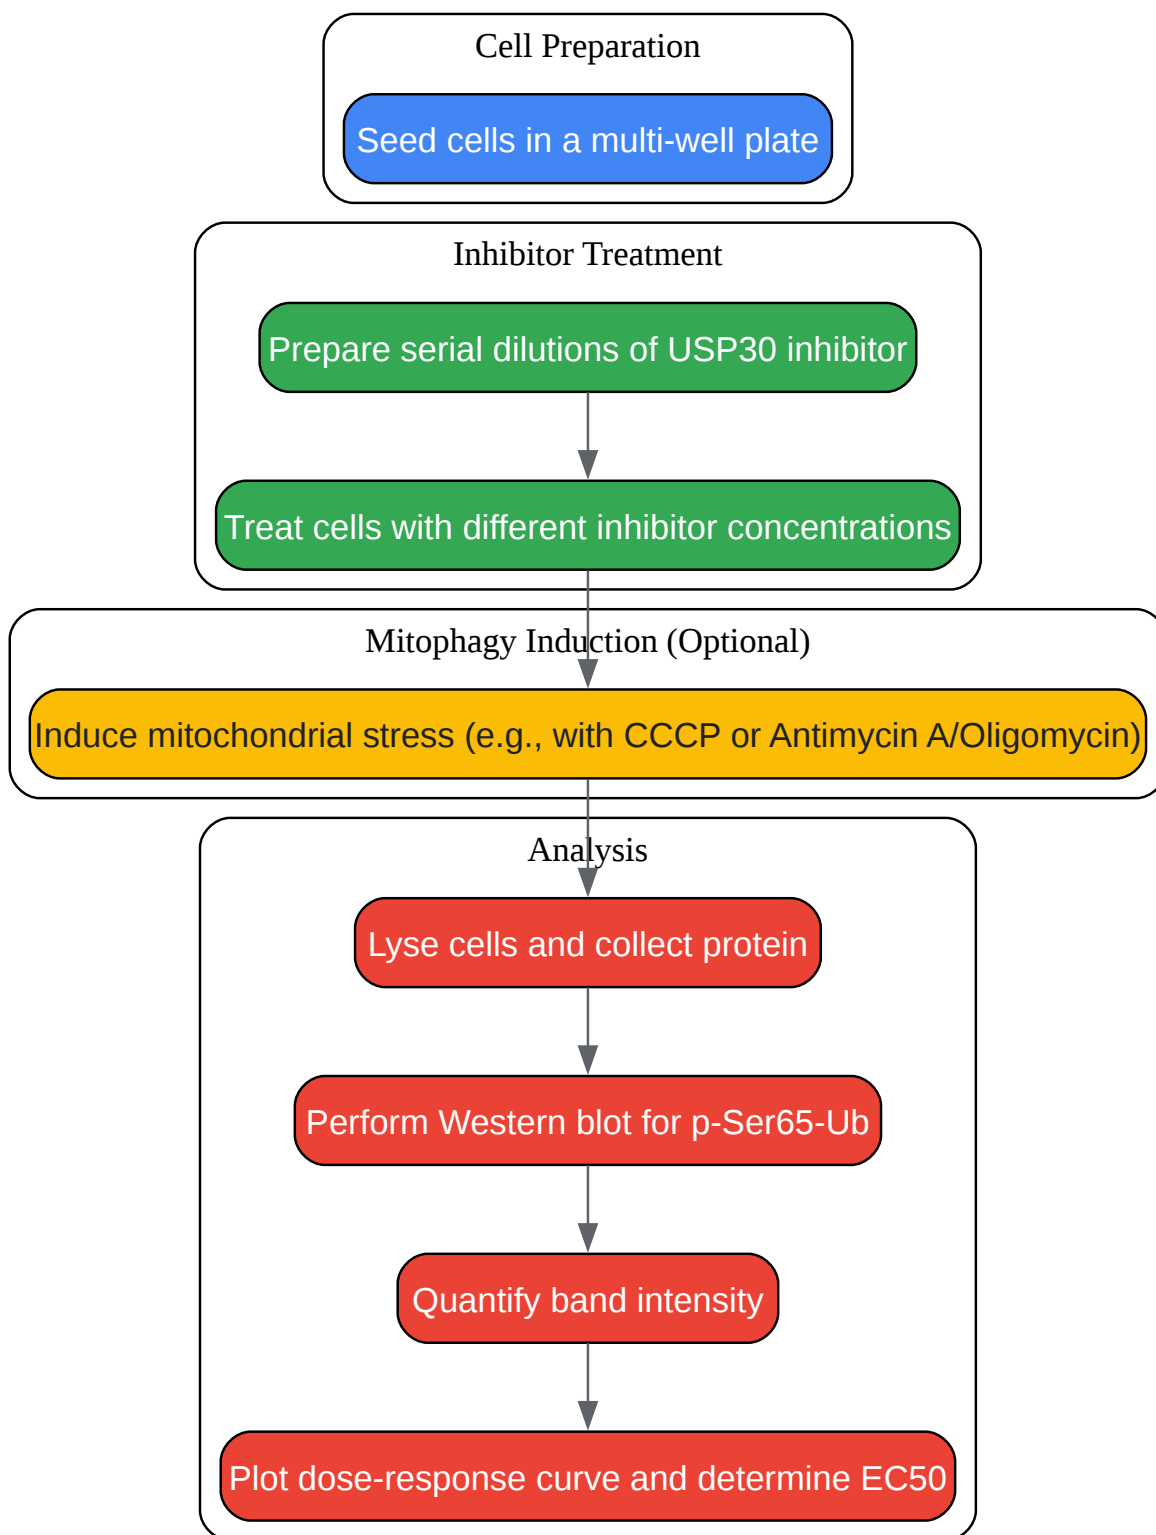 Cell Preparation
Seed cells in a multi-well plate
Inhibitor Treatment
Prepare serial dilutions of USP30 inhibitor
Treat cells with different inhibitor concentrations
Mitophagy Induction (Optional)
Induce mitochondrial stress (e.g., with CCCP or Antimycin A/Oligomycin)
Analysis
Lyse cells and collect protein
Perform Western blot for p-Ser65-Ub
Quantify band intensity
Plot dose-response curve and determine EC50